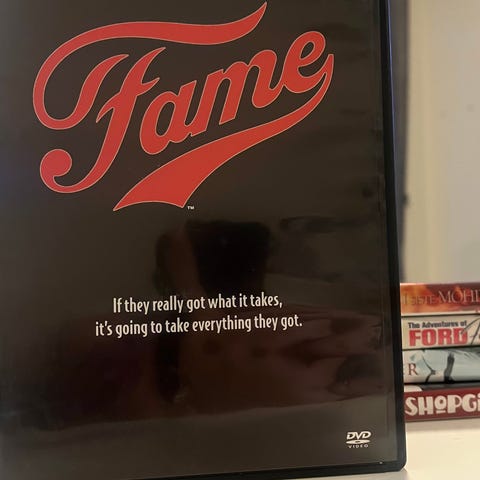 Fame
TM
If they really got what it takes,
it's going to take everything they got.
DVD
VIDEO
The Adventures of
FORD
R
SHOPGI